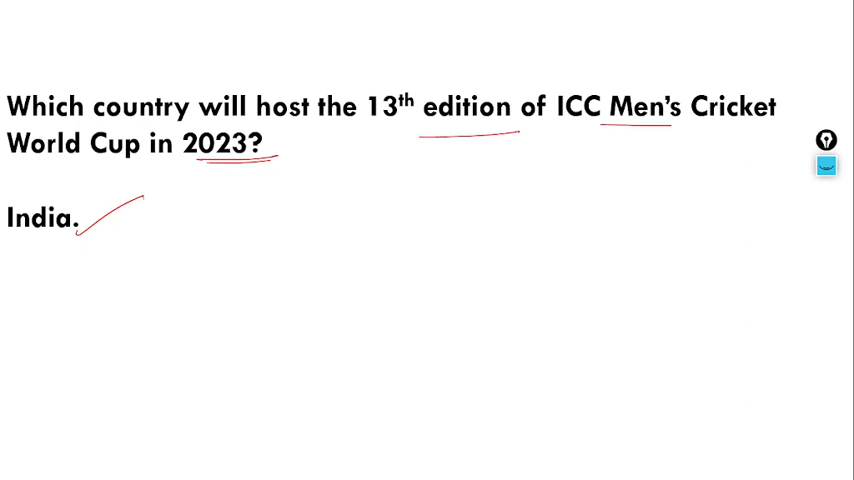 Which country will host the 13th edition of ICC Men's Cricket
World Cup in 2023?
India.